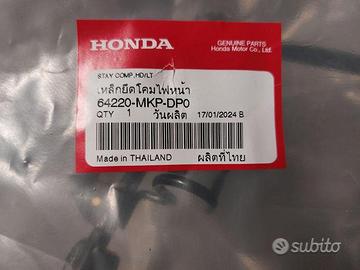 HONDA
GENUINE PARTS
Honda Motor Co., Ltd.
STAY COMP,HD/LT
เหล็กยึดโคมไฟหน้า
64220-MKP-DP0
QTY 1 วันผลิต 17/01/2024 B
Made in THAILAND ผลิตที่ไทย
subito